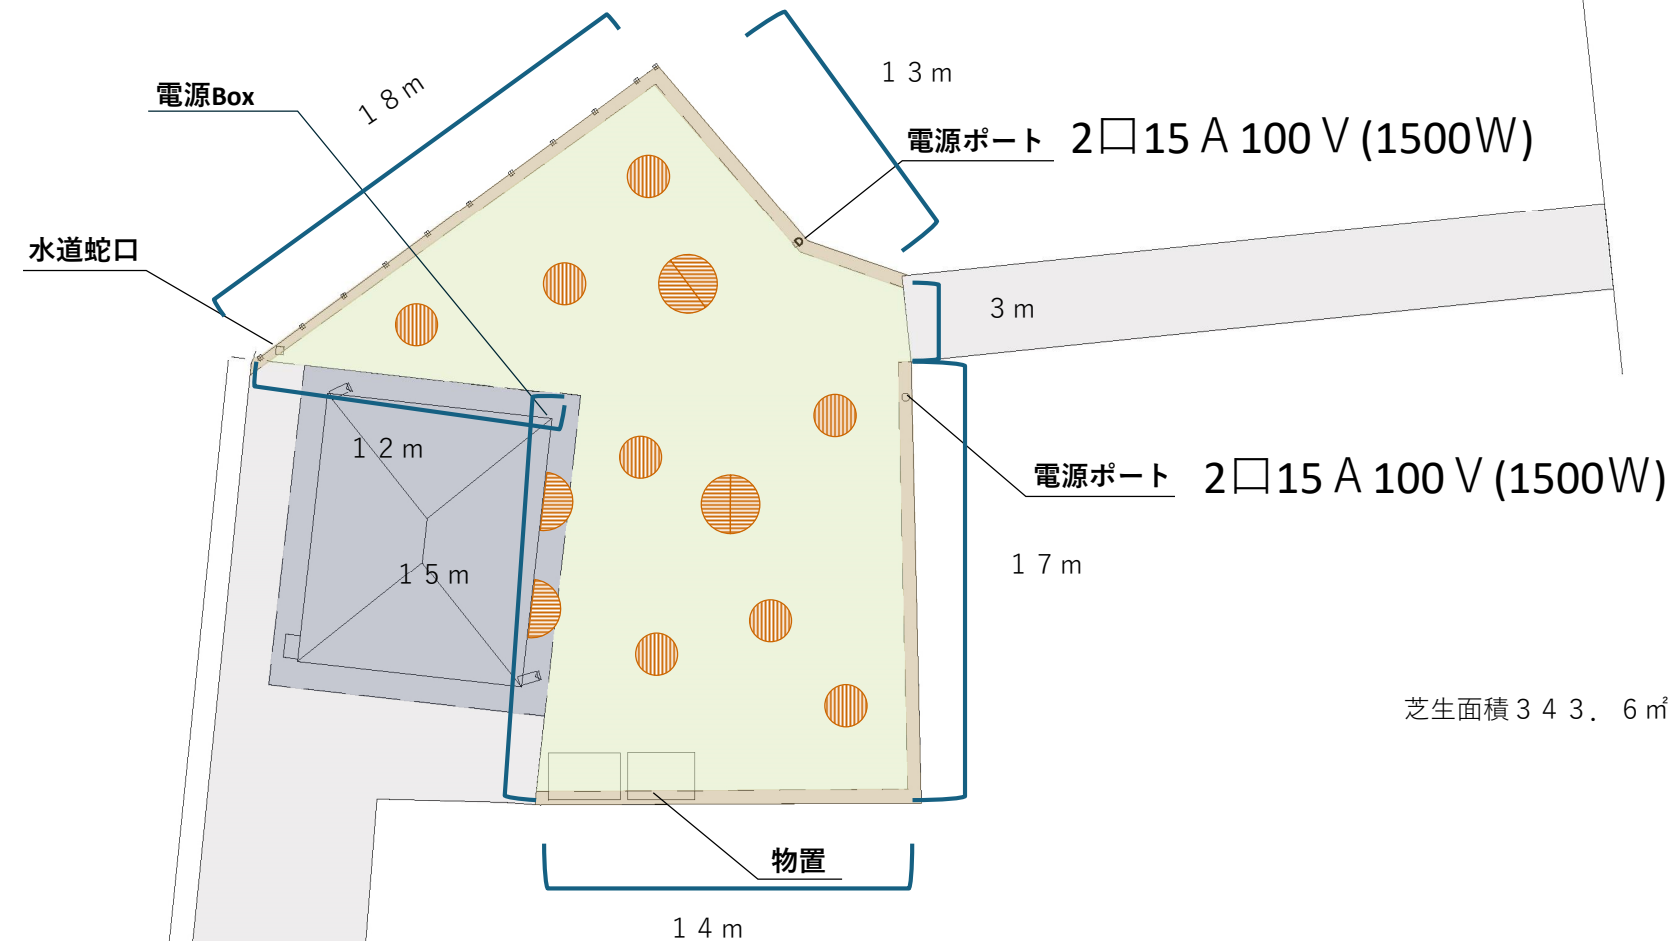 １８ｍ
１３ｍ
電源Box
電源ポート 2口15Ａ100Ｖ(1500Ｗ)
水道蛇口
３ｍ
１２ｍ
電源ポート 2口15Ａ100Ｖ(1500Ｗ)
１５ｍ
１７ｍ
芝生面積３４３．６㎡
物置
１４ｍ